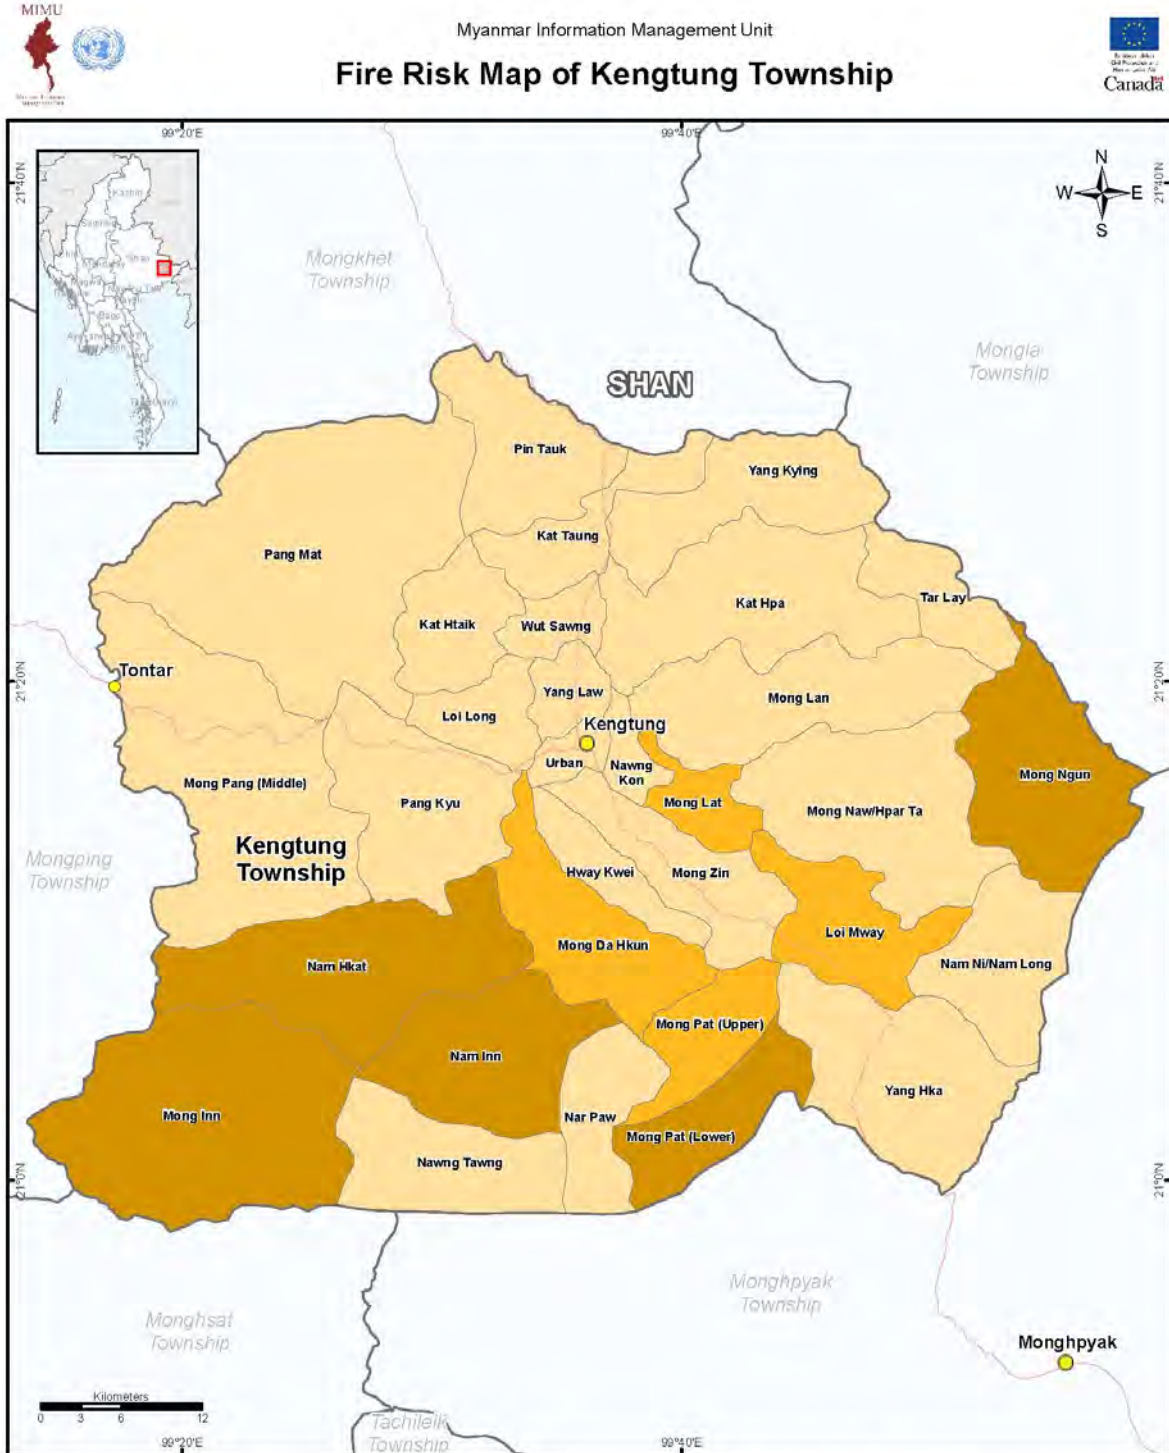 MIMU
Myanmar Information Management Unit
Fire Risk Map of Kengtung Township
Canada
99°20'E
99°40'E
21°40'N
21°40'N
N
W
E
S
Kachin
Shan
Mongkhet
Township
Mongla
Township
SHAN
Pin Tauk
Yang Kying
Kat Taung
Pang Mat
Kat Hpa
Tar Lay
Kat Htaik
Wut Sawng
Tontar
21°20'N
21°20'N
Yang Law
Mong Lan
Loi Long
Kengtung
Urban
Nawng
Kon
Mong Ngun
Mong Pang (Middle)
Pang Kyu
Mong Lat
Mong Naw/Hpar Ta
Kengtung
Township
Mongping
Township
Hway Kwei
Mong Zin
Loi Mway
Mong Da Hkun
Nam Hkat
Nam Ni/Nam Long
Mong Pat (Upper)
Nam Inn
Yang Hka
Mong Inn
Nar Paw
Mong Pat (Lower)
Nawng Tawng
21°0'N
21°0'N
Monghpyak
Township
Monghsat
Township
Monghpyak
Kilometers
0 3 6 12
Tachileik
Township
99°20'E
99°40'E